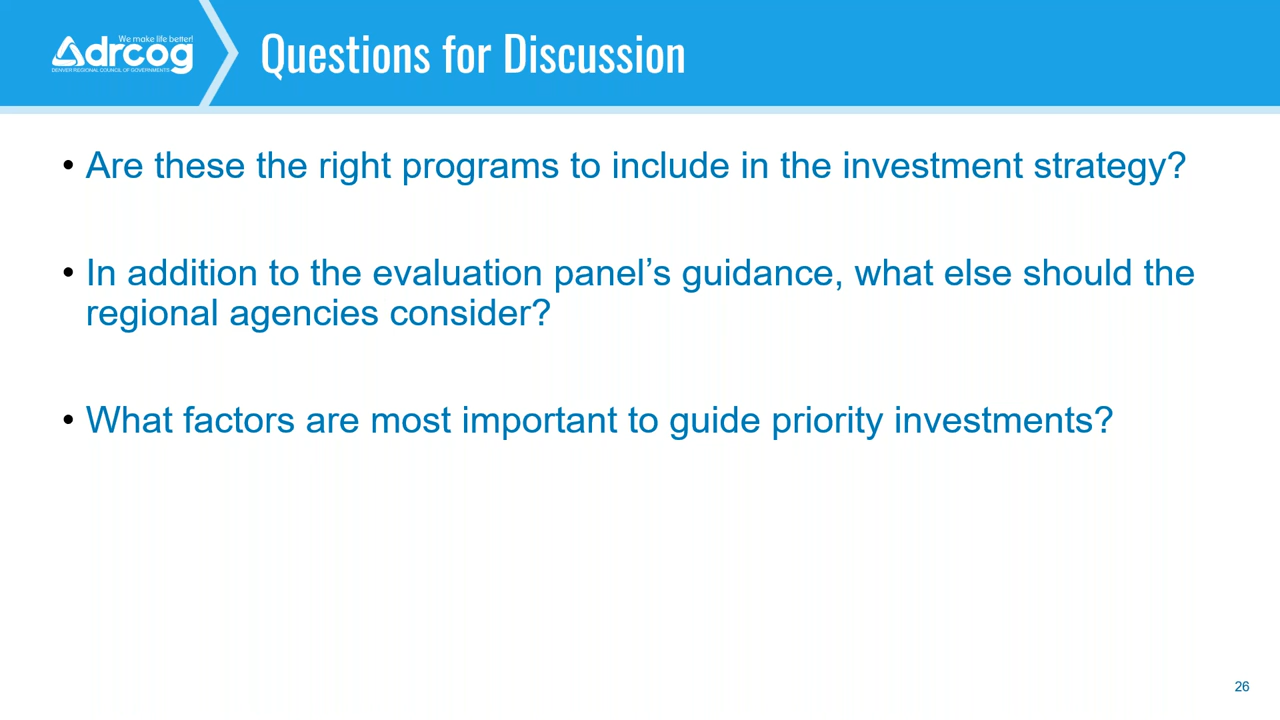 We make life better!
drcog
DENVER REGIONAL COUNCIL OF GOVERNMENTS
Questions for Discussion
• Are these the right programs to include in the investment strategy?
• In addition to the evaluation panel’s guidance, what else should the
regional agencies consider?
• What factors are most important to guide priority investments?
26